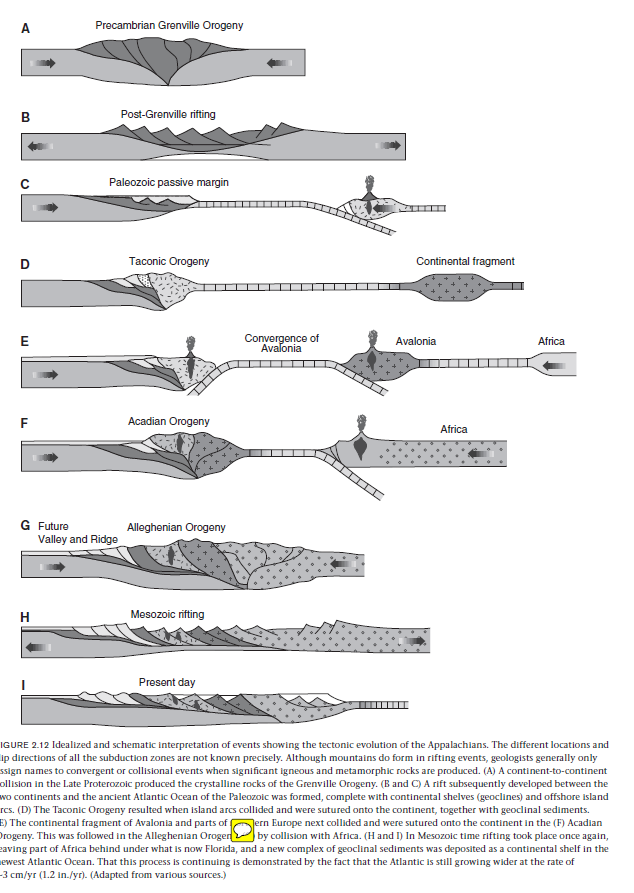 A
Precambrian Grenville Orogeny
B
Post-Grenville rifting
C
Paleozoic passive margin
D
Taconic Orogeny
Continental fragment
E
Convergence of
Avalonia
Avalonia
Africa
F
Acadian Orogeny
Africa
G Future
Valley and Ridge
Alleghenian Orogeny
H
Mesozoic rifting
I
Present day
IGURE 2.12 Idealized and schematic interpretation of events showing the tectonic evolution of the Appalachians. The different locations and
lip directions of all the subduction zones are not known precisely. Although mountains do form in rifting events, geologists generally only
ssign names to convergent or collisional events when significant igneous and metamorphic rocks are produced. (A) A continent-to-continent
ollision in the Late Proterozoic produced the crystalline rocks of the Grenville Orogeny. (B and C) A rift subsequently developed between the
wo continents and the ancient Atlantic Ocean of the Paleozoic was formed, complete with continental shelves (geoclines) and offshore island
rcs. (D) The Taconic Orogeny resulted when island arcs collided and were sutured onto the continent, together with geoclinal sediments.
E) The continental fragment of Avalonia and parts of ern Europe next collided and were sutured onto the continent in the (F) Acadian
Orogeny. This was followed in the Alleghenian Orogen by collision with Africa. (H and I) In Mesozoic time rifting took place once again,
eaving part of Africa behind under what is now Florida, and a new complex of geoclinal sediments was deposited as a continental shelf in the
ewest Atlantic Ocean. That this process is continuing is demonstrated by the fact that the Atlantic is still growing wider at the rate of
–3 cm/yr (1.2 in./yr). (Adapted from various sources.)